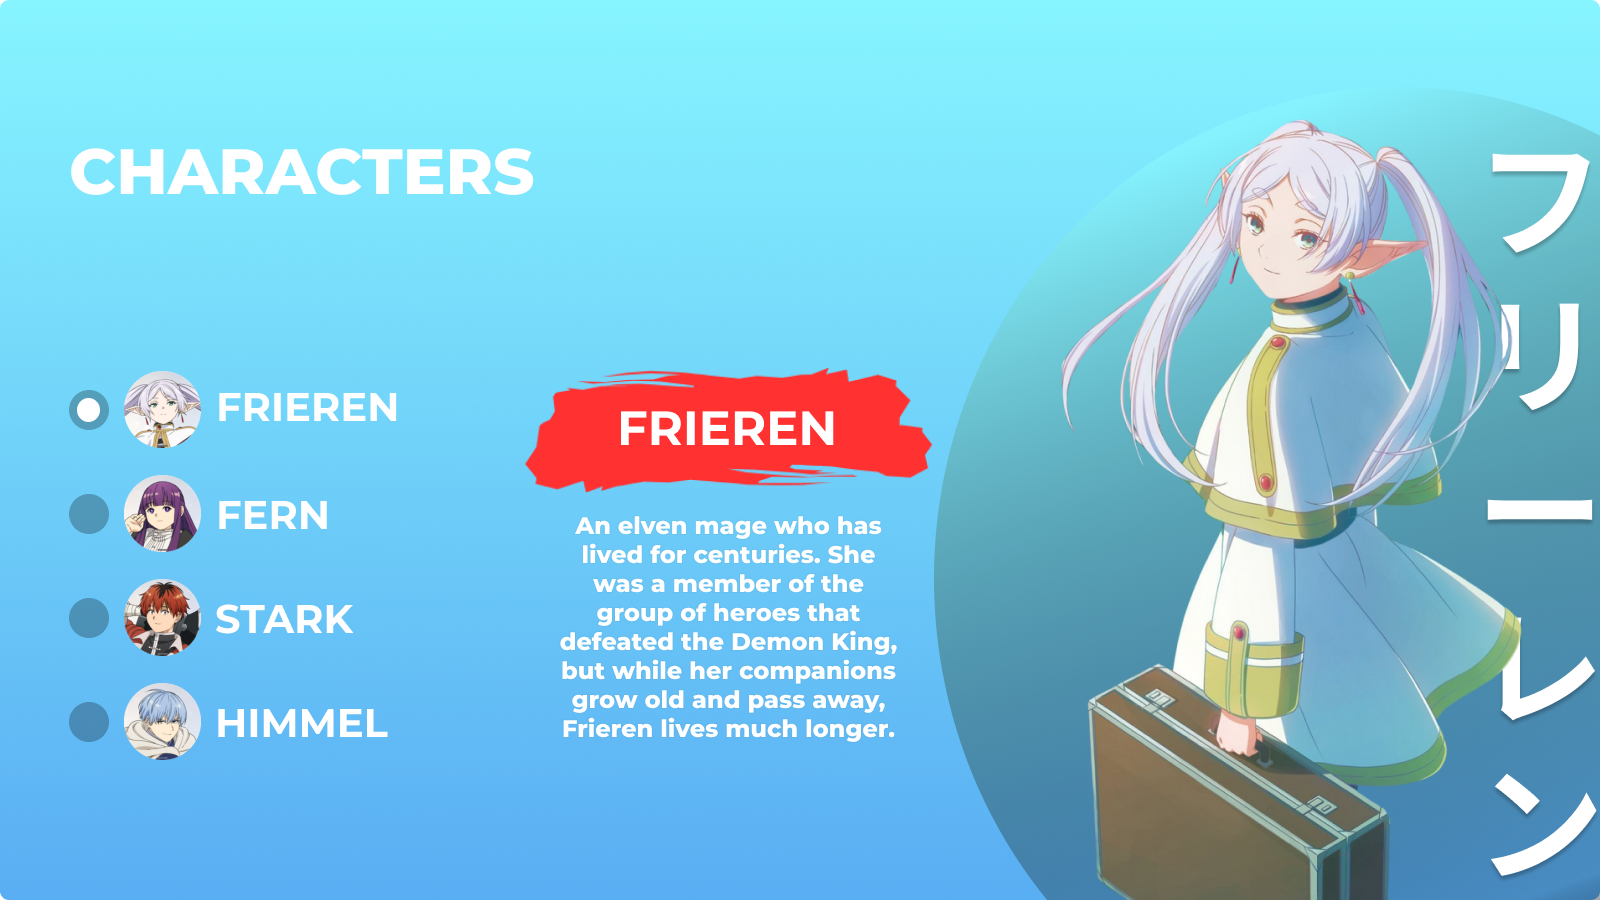 CHARACTERS
FRIEREN
FERN
STARK
HIMMEL
FRIEREN
An elven mage who has
lived for centuries. She
was a member of the
group of heroes that
defeated the Demon King,
but while her companions
grow old and pass away,
Frieren lives much longer.
フリーレン